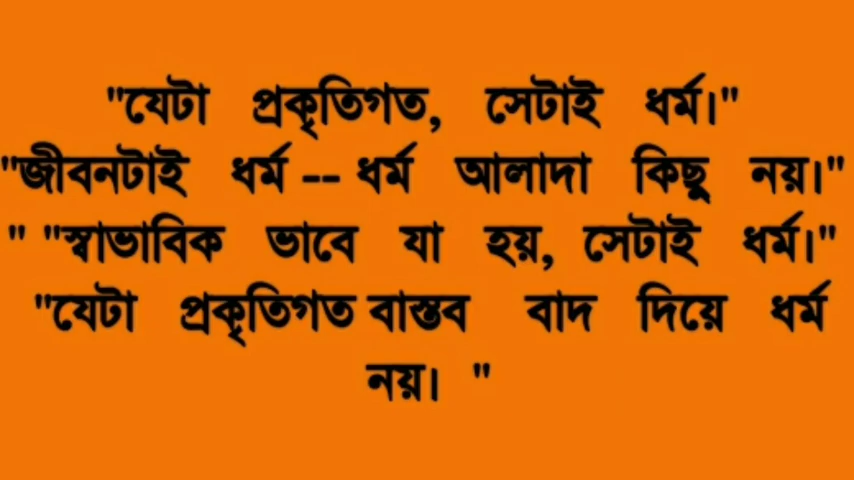 "যেটা প্রকৃতিগত, সেটাই ধর্ম।"
"জীবনটাই ধর্ম -- ধর্ম আলাদা কিছু নয়।"
" "স্বাভাবিক ভাবে যা হয়, সেটাই ধর্ম।"
"যেটা প্রকৃতিগত বাস্তব বাদ দিয়ে ধর্ম
নয়। "